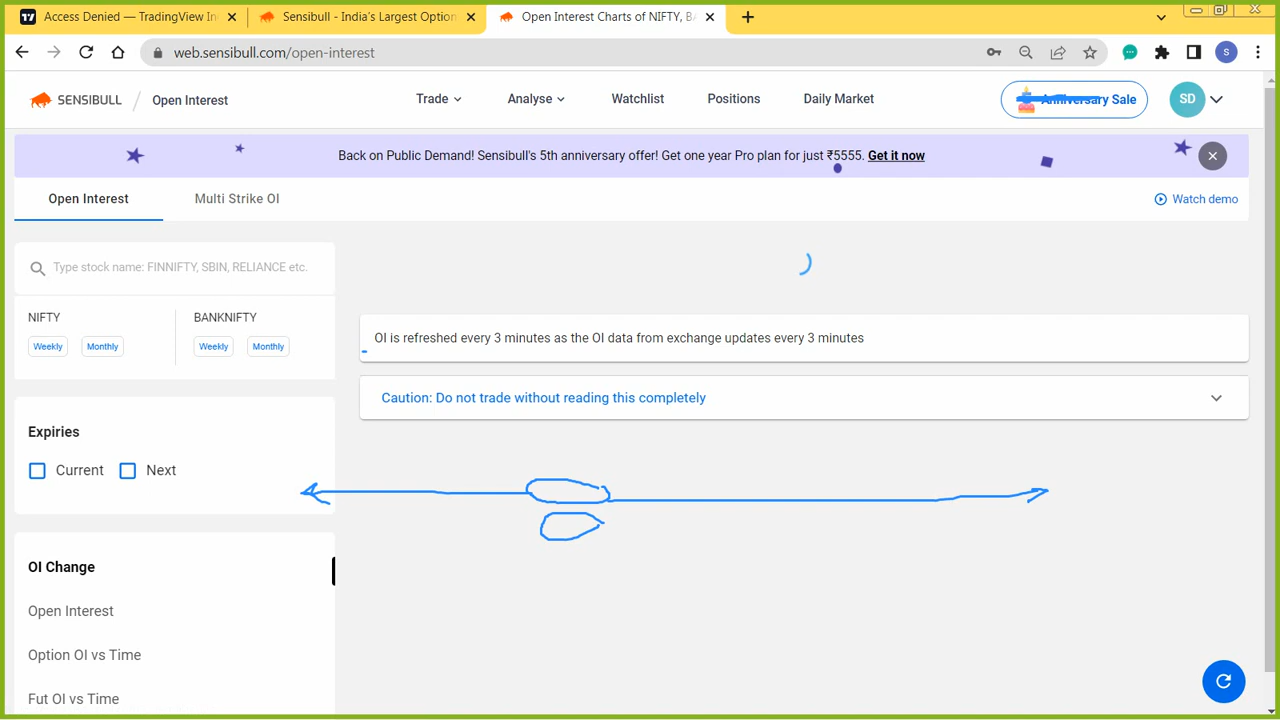 Access Denied — TradingView In
Sensibull - India's Largest Option
Open Interest Charts of NIFTY, BA
web.sensibull.com/open-interest
S
SENSIBULL / Open Interest
Trade
Analyse
Watchlist
Positions
Daily Market
Anniversary Sale
SD
Back on Public Demand! Sensibull's 5th anniversary offer! Get one year Pro plan for just ₹5555. Get it now
Open Interest
Multi Strike OI
Watch demo
Type stock name: FINNIFTY, SBIN, RELIANCE etc.
NIFTY
BANKNIFTY
Weekly
Monthly
Weekly
Monthly
OI is refreshed every 3 minutes as the OI data from exchange updates every 3 minutes
Caution: Do not trade without reading this completely
Expiries
Current
Next
OI Change
Open Interest
Option OI vs Time
Fut OI vs Time